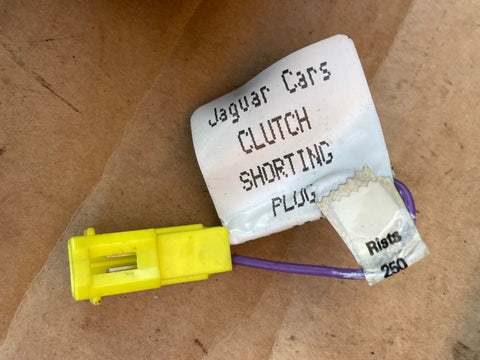 Jaguar Cars
CLUTCH
SHORTING
PLUG
Rists
250